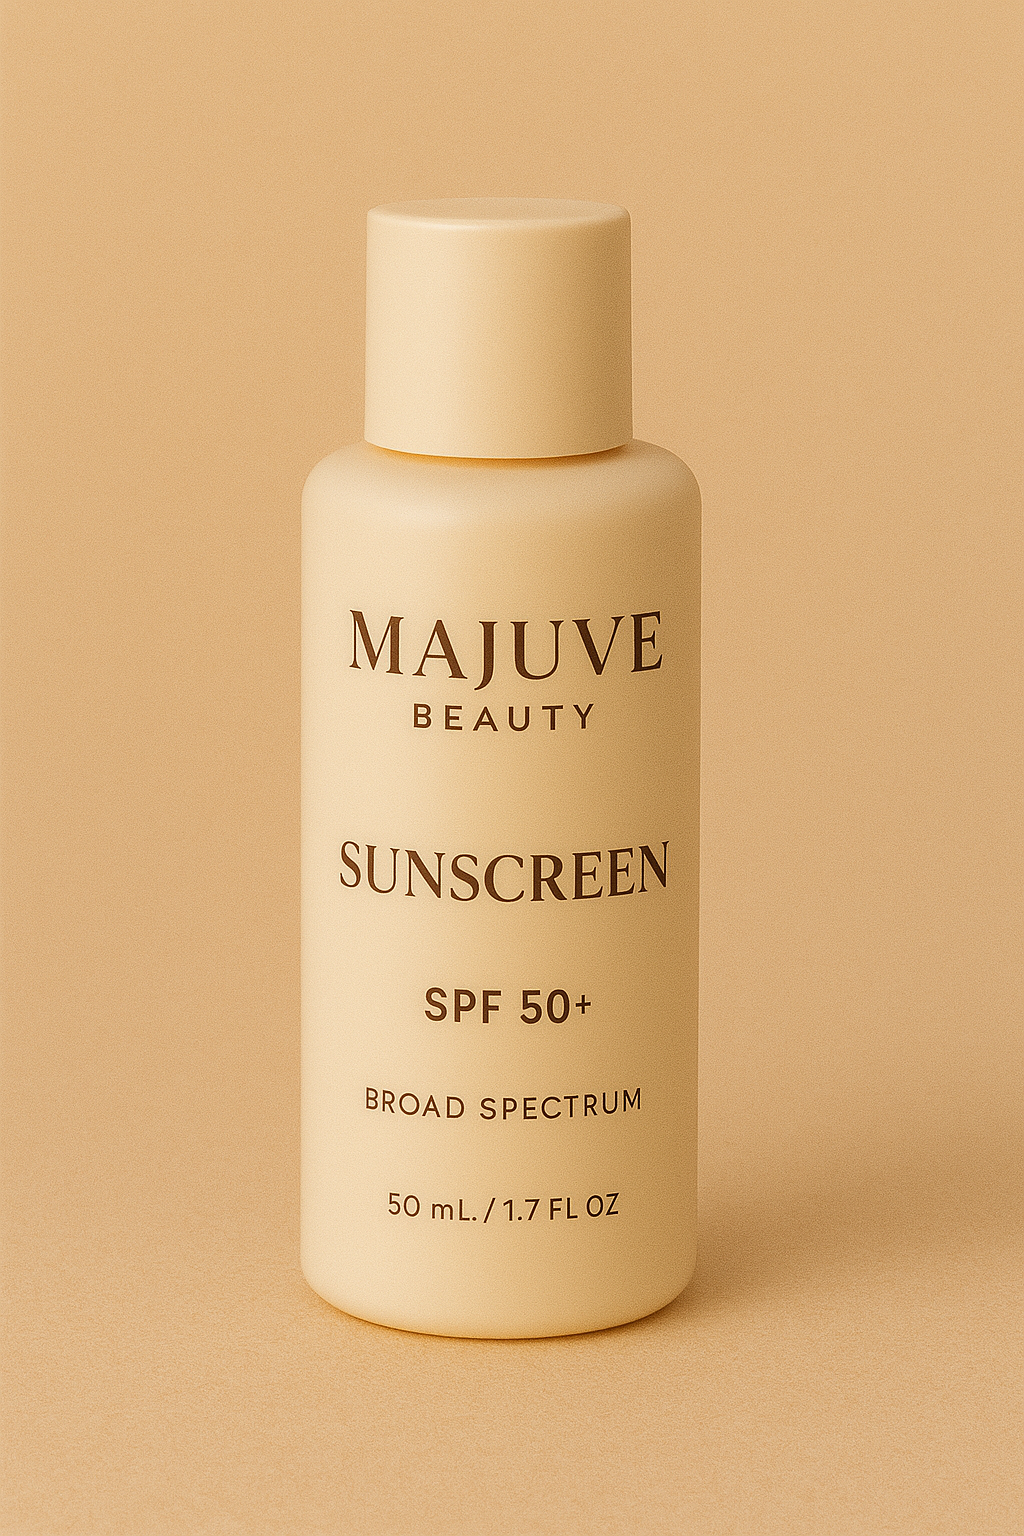 MAJUVE
BEAUTY
SUNSCREEN
SPF 50+
BROAD SPECTRUM
50 mL. / 1.7 FL OZ